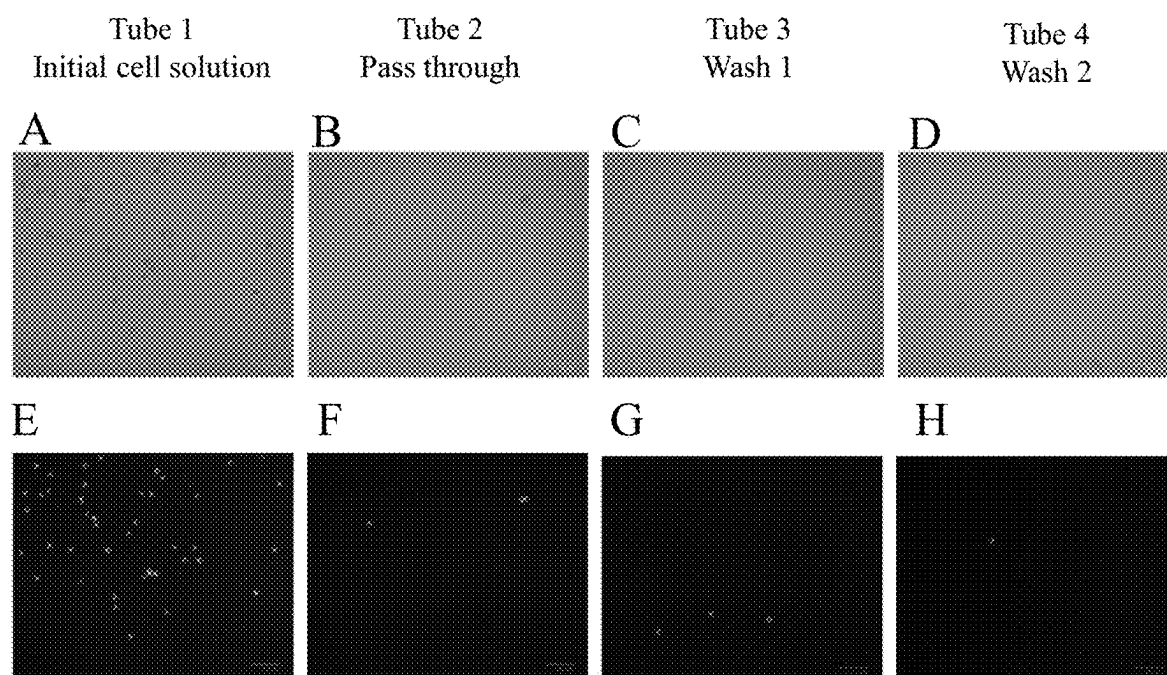 Tube 1
Initial cell solution
Tube 2
Pass through
Tube 3
Wash 1
Tube 4
Wash 2
A
B
C
D
E
F
G
H